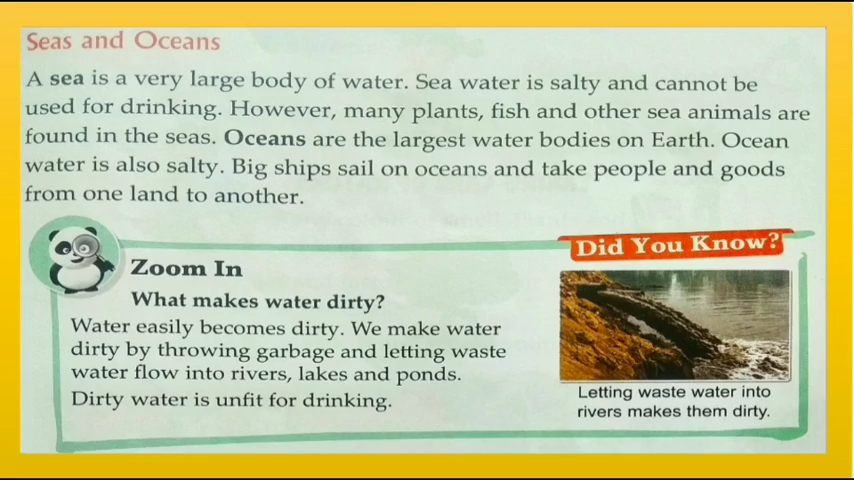 Seas and Oceans
A sea is a very large body of water. Sea water is salty and cannot be
used for drinking. However, many plants, fish and other sea animals are
found in the seas. Oceans are the largest water bodies on Earth. Ocean
water is also salty. Big ships sail on oceans and take people and goods
from one land to another.
Did You Know?
Zoom In
What makes water dirty?
Water easily becomes dirty. We make water
dirty by throwing garbage and letting waste
water flow into rivers, lakes and ponds.
Dirty water is unfit for drinking.
Letting waste water into
rivers makes them dirty.